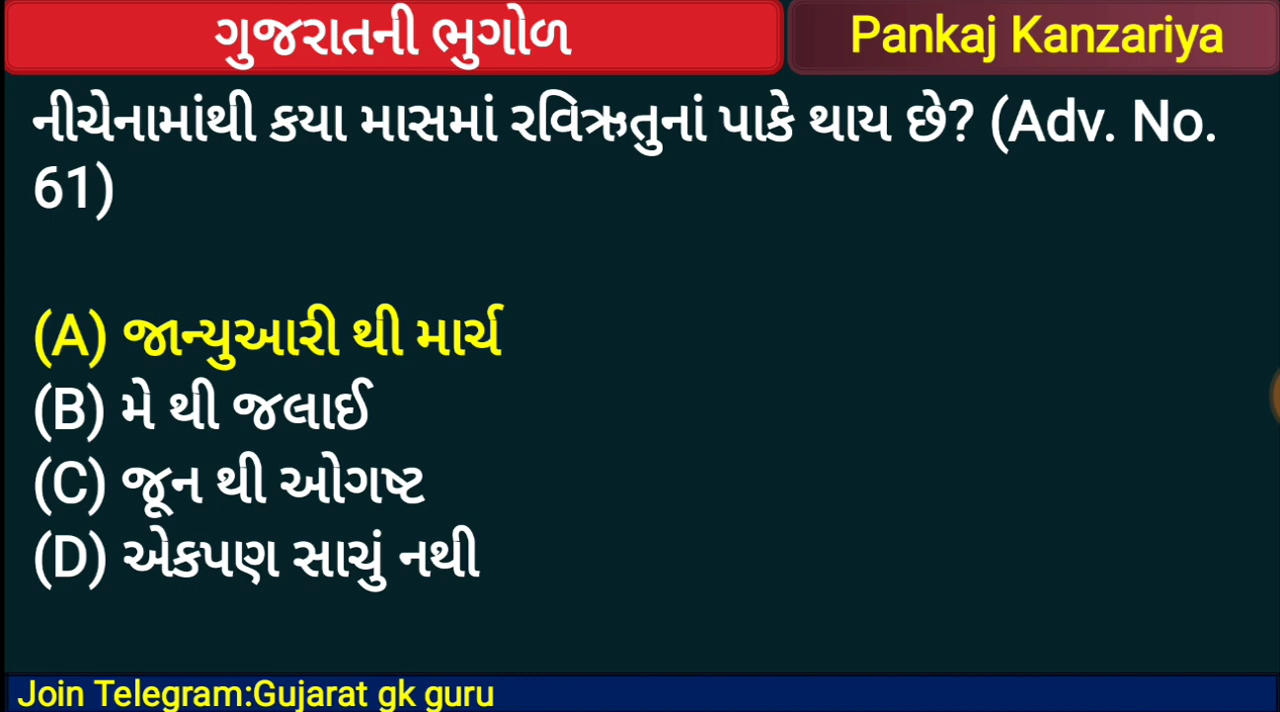 ગુજરાતની ભુગોળ
Pankaj Kanzariya
નીચેનામાંથી કયા માસમાં રવિઋતુનાં પાકે થાય છે? (Adv. No.
61)
(A) જાન્યુઆરી થી માર્ચ
(B) મે થી જલાઈ
(C) જૂન થી ઓગષ્ટ
(D) એકપણ સાચું નથી
Join Telegram:Gujarat gk guru